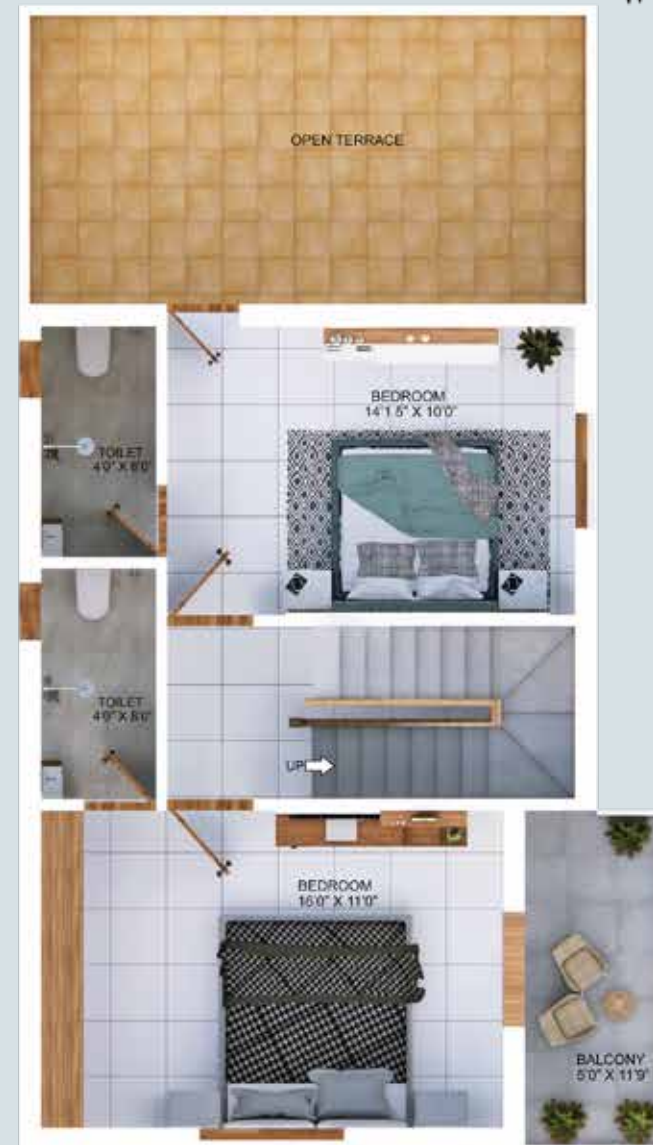 OPEN TERRACE
BEDROOM
14'1.5" X 10'0"
TOILET
4'0" X 8'0"
TOILET
4'0" X 8'0"
UP
BEDROOM
16'0" X 11'0"
BALCONY
5'0" X 11'9"